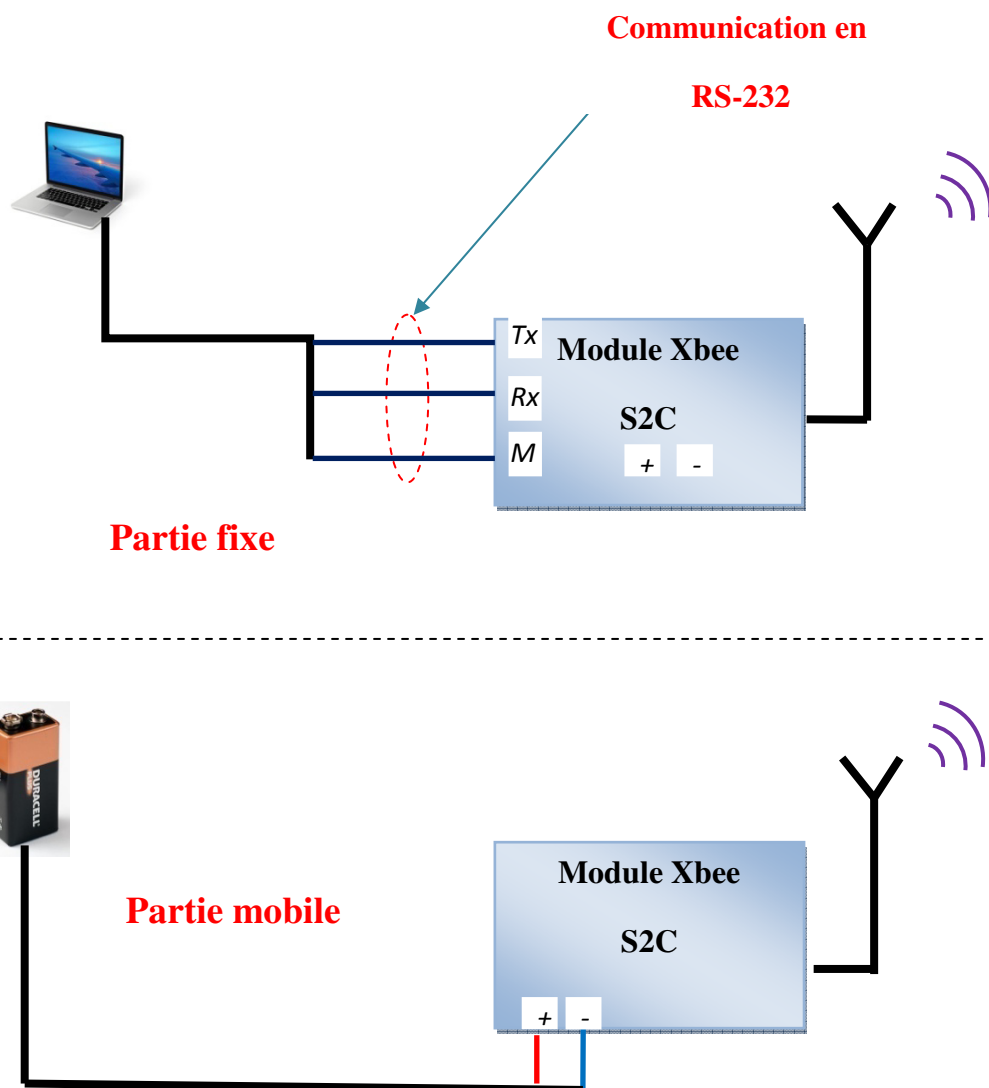 Communication en
RS-232
Tx
Module Xbee
Rx
S2C
M
+ -
Partie fixe
DURACELL
Module Xbee
Partie mobile
S2C
+ -